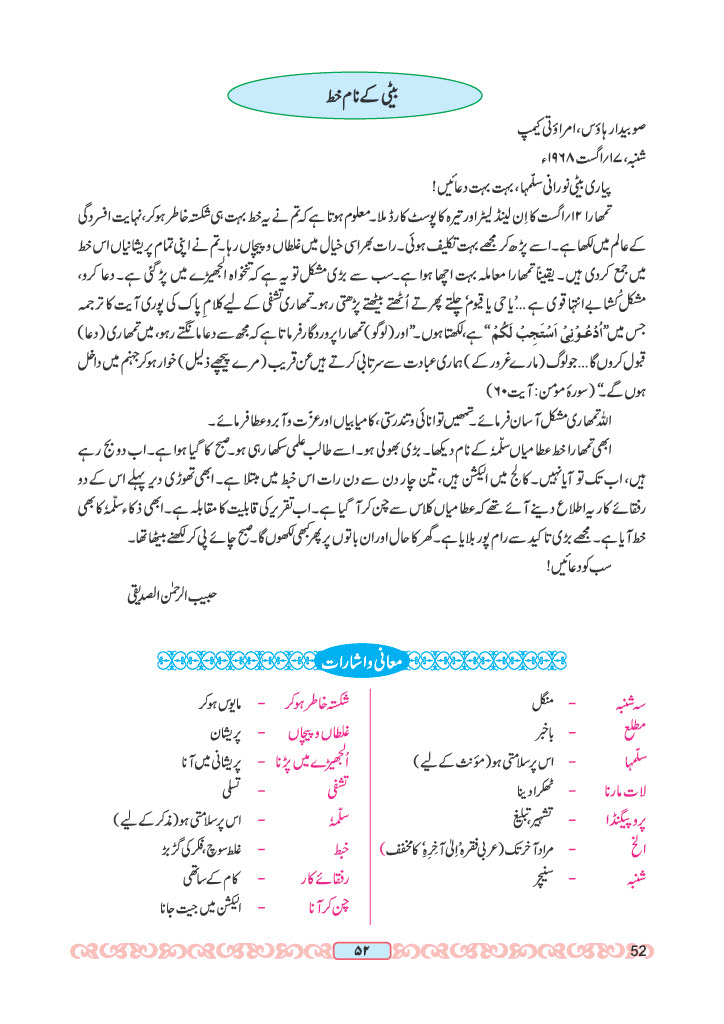 بیٹی کے نام خط
صوبیدار ہاؤس، امراؤتی کیمپ
شنبہ، ۱۷؍اگست ۱۹۶۸ء
پیاری بیٹی نورانی سلّمہا، بہت بہت دعائیں!
تمھارا ۱۲؍اگست کا اِن لینڈ لیٹر اور تیرہ کا پوسٹ کارڈ ملا۔ معلوم ہوتا ہے کہ تم نے یہ خط بہت ہی شکستہ خاطر ہوکر، نہایت افسردگی
کے عالم میں لکھا ہے۔ اسے پڑھ کر مجھے بہت تکلیف ہوئی۔ رات بھر اسی خیال میں غلطاں و پیچاں رہا۔ تم نے اپنی تمام پریشانیاں اس خط
میں جمع کردی ہیں۔ یقیناً تمھارا معاملہ بہت اچھا ہوا ہے۔ سب سے بڑی مشکل تو یہ ہے کہ تنخواہ الجھیڑے میں پڑ گئی ہے۔ دعا کرو،
مشکل کُشا بے انتہا قوی ہے... ’یا حی یا قیوم‘ چلتے پھرتے اُٹھتے بیٹھتے پڑھتی رہو۔ تمھاری تشفی کے لیے کلامِ پاک کی پوری آیت کا ترجمہ
جس میں ”اُدْعُوْنِیْ اَسْتَجِبْ لَکُمْ“ ہے، لکھتا ہوں۔ ”اور (لوگو) تمھارا پروردگار فرماتا ہے کہ مجھ سے دعا مانگتے رہو، میں تمھاری (دعا)
قبول کروں گا... جو لوگ (مارے غرور کے) ہماری عبادت سے سرتابی کرتے ہیں عن قریب (مرے پیچھے ذلیل) خوار ہوکر جہنم میں داخل
ہوں گے۔“ (سورۂ مومن: آیت ۶۰)
اللہ تمھاری مشکل آسان فرمائے۔ تمھیں توانائی و تندرستی، کامیابیاں اور عزّت و آبرو عطا فرمائے۔
ابھی تمھارا خط عطا میاں سلّمہٗ کے نام دیکھا۔ بڑی بھولی ہو۔ اسے طالب علمی سکھا رہی ہو۔ صبح کا گیا ہوا ہے۔ اب دو بج رہے
ہیں، اب تک تو آیا نہیں۔ کالج میں الیکشن ہیں، تین چار دن سے دن رات اس خبط میں مبتلا ہے۔ ابھی تھوڑی دیر پہلے اس کے دو
رفقائے کار یہ اطلاع دینے آئے تھے کہ عطا میاں کلاس سے چن کر آگیا ہے۔ اب تقریر کی قابلیت کا مقابلہ ہے۔ ابھی ذکاء سلّمہٗ کا بھی
خط آیا ہے۔ مجھے بڑی تاکید سے رام پور بلایا ہے۔ گھر کا حال اور ان باتوں پر پھر کبھی لکھوں گا۔ صبح چائے پی کر لکھنے بیٹھا تھا۔
سب کو دعائیں!
حبیب الرحمٰن الصدیقی
معانی و اشارات
سہ شنبہ - منگل
مطلع - باخبر
سلّمہا - اس پر سلامتی ہو (مؤنث کے لیے)
لات مارنا - ٹھکرا دینا
پروپیگنڈا - تشہیر، تبلیغ
الخ - مراد آخر تک (عربی فقرہ ’اِلیٰ آخِرِہٖ‘ کا مخفف)
شنبہ - سنیچر
شکستہ خاطر ہوکر - مایوس ہوکر
غلطاں و پیچاں - پریشان
اُلجھیڑے میں پڑنا - پریشانی میں آنا
تشفی - تسلی
سلّمہٗ - اس پر سلامتی ہو (مذکر کے لیے)
خبط - غلط سوچ، فکر کی گڑبڑ
رفقائے کار - کام کے ساتھی
چن کر آنا - الیکشن میں جیت جانا
۵۲
52